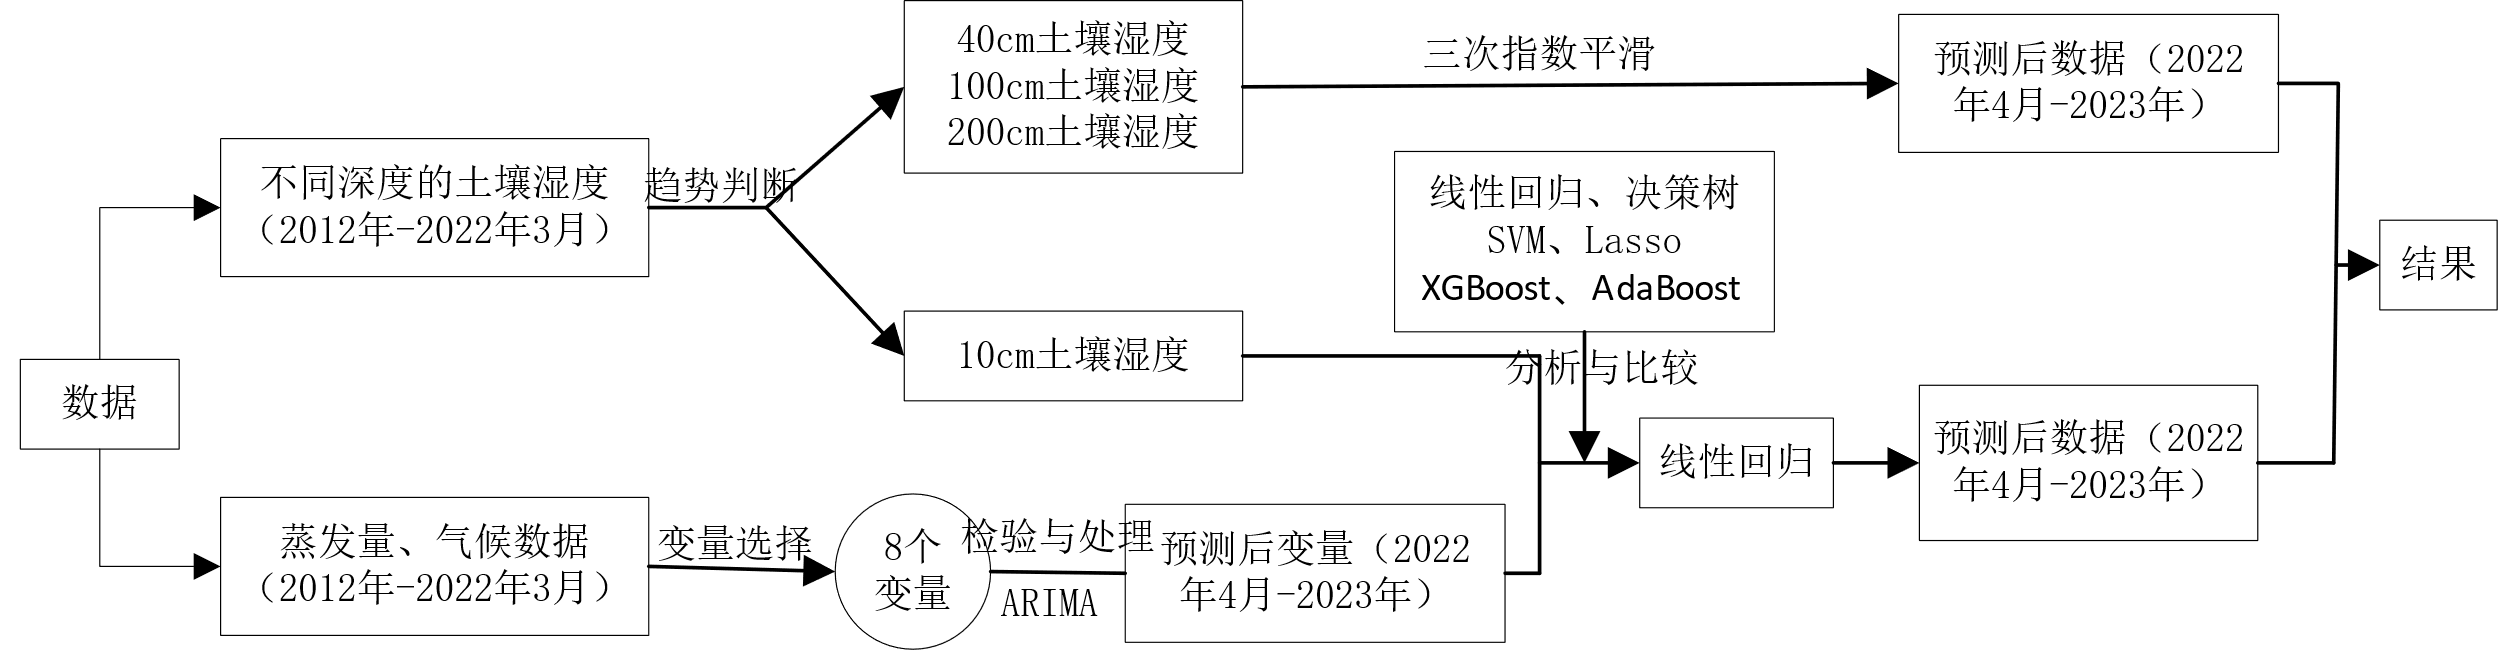 数据
不同深度的土壤湿度
（2012年-2022年3月）
趋势判断
40cm土壤湿度
100cm土壤湿度
200cm土壤湿度
三次指数平滑
预测后数据（2022
年4月-2023年）
10cm土壤湿度
线性回归、决策树
SVM、Lasso
XGBoost、AdaBoost
分析与比较
蒸发量、气候数据
（2012年-2022年3月）
变量选择
8个
变量
检验与处理
ARIMA
预测后变量（2022
年4月-2023年）
线性回归
预测后数据（2022
年4月-2023年）
结果